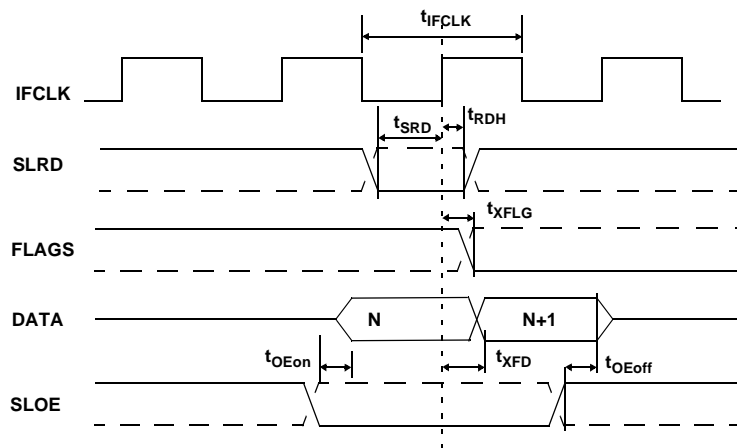 tIFCLK
IFCLK
tSRD
tRDH
SLRD
tXFLG
FLAGS
DATA
N
N+1
tOEon
tXFD
tOEoff
SLOE